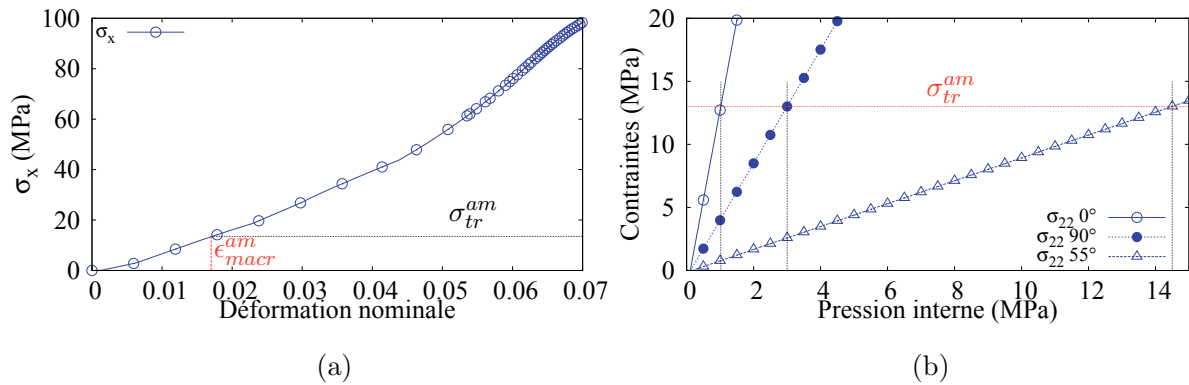 100
80
60
40
20
0
σx (MPa)
σx
σtr^am
ϵmacr^am
0
0.01
0.02
0.03
0.04
0.05
0.06
0.07
Déformation nominale
(a)
20
15
10
5
0
Contraintes (MPa)
σtr^am
σ22 0°
σ22 90°
σ22 55°
0
2
4
6
8
10
12
14
Pression interne (MPa)
(b)